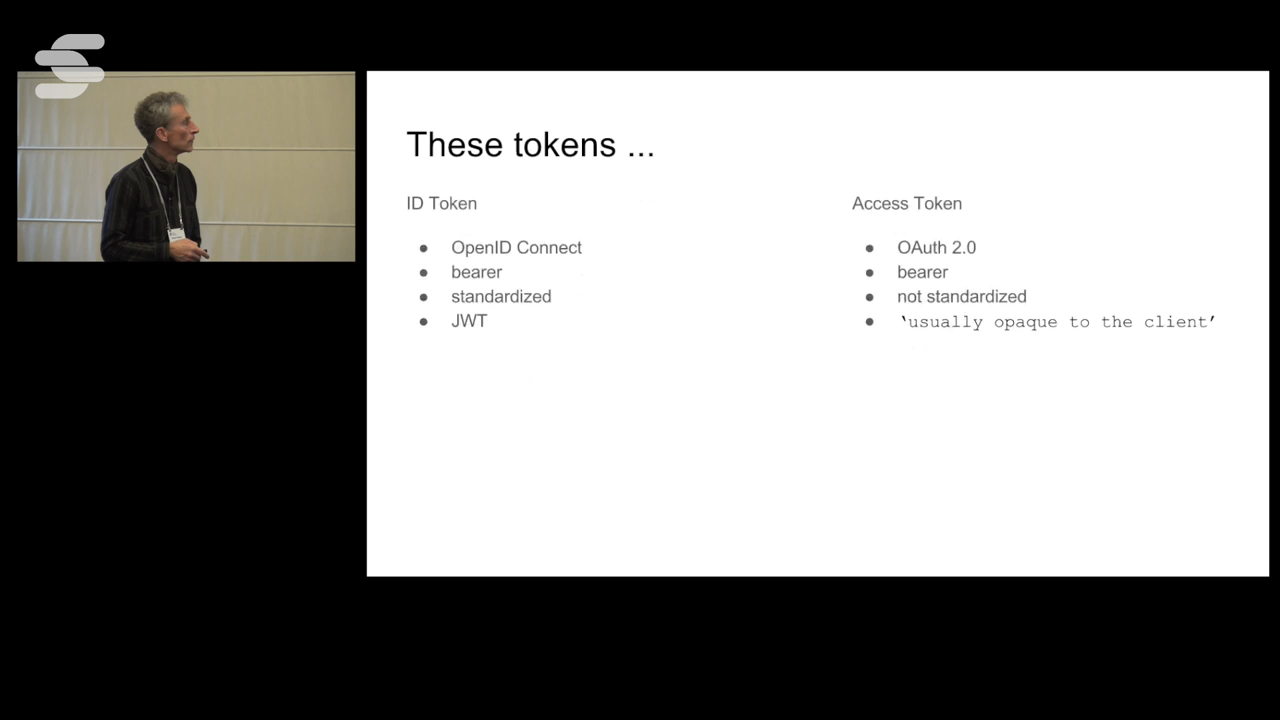 These tokens ...
ID Token
● OpenID Connect
● bearer
● standardized
● JWT
Access Token
● OAuth 2.0
● bearer
● not standardized
● ‘usually opaque to the client’